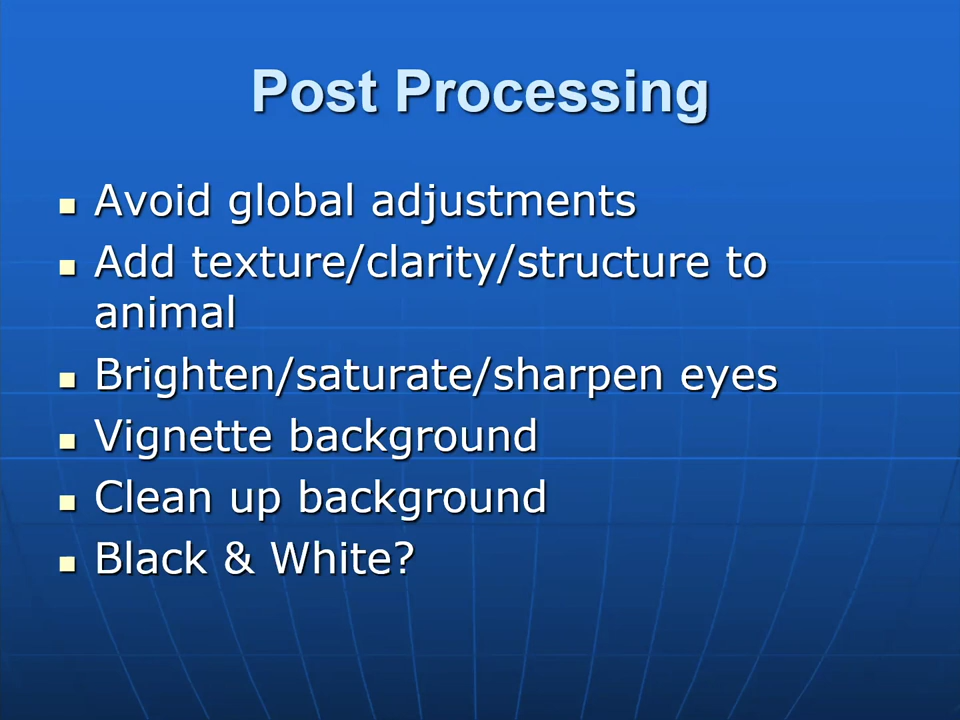 Post Processing
Avoid global adjustments
Add texture/clarity/structure to
animal
Brighten/saturate/sharpen eyes
Vignette background
Clean up background
Black & White?